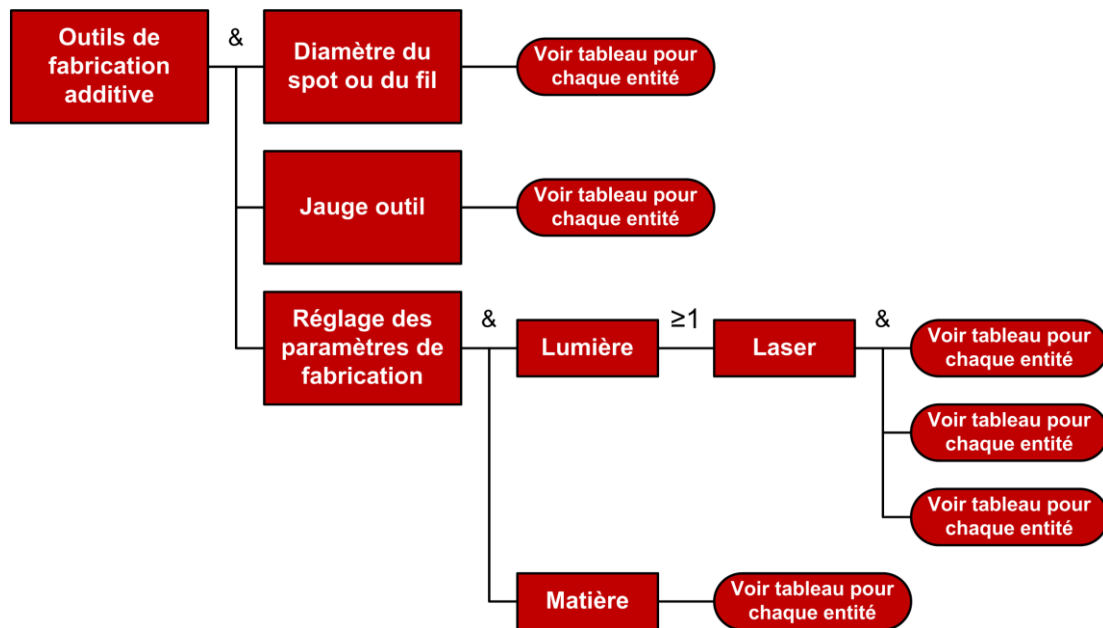 Outils de
fabrication
additive
&
Diamètre du
spot ou du fil
Voir tableau pour
chaque entité
Jauge outil
Voir tableau pour
chaque entité
Réglage des
paramètres de
fabrication
&
Lumière
≥1
Laser
&
Voir tableau pour
chaque entité
Voir tableau pour
chaque entité
Voir tableau pour
chaque entité
Matière
Voir tableau pour
chaque entité